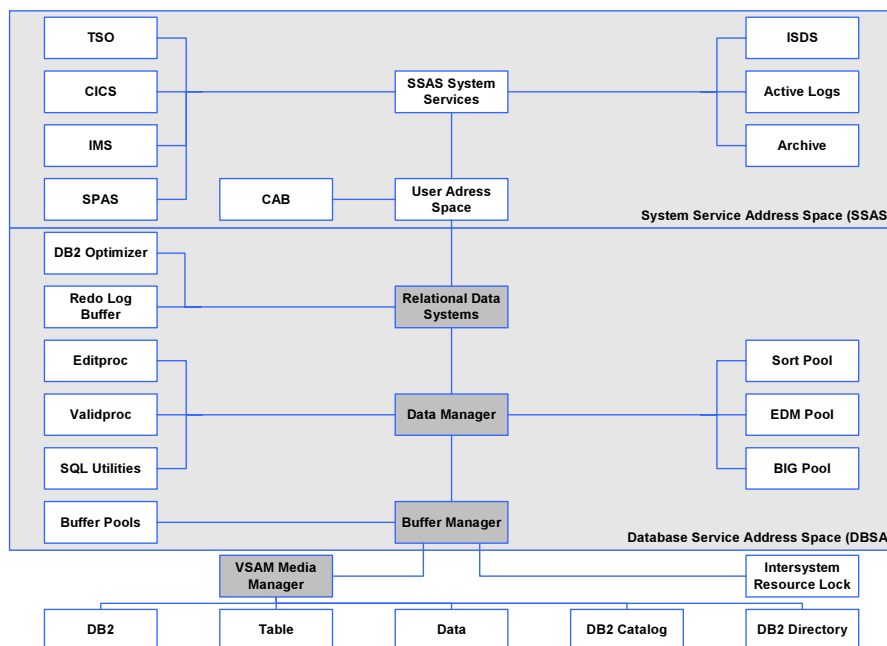 TSO
ISDS
CICS
SSAS System
Services
Active Logs
IMS
Archive
SPAS
CAB
User Adress
Space
System Service Address Space (SSAS
DB2 Optimizer
Redo Log
Buffer
Relational Data
Systems
Editproc
Sort Pool
Validproc
Data Manager
EDM Pool
SQL Utilities
BIG Pool
Buffer Pools
Buffer Manager
Database Service Address Space (DBSA
VSAM Media
Manager
Intersystem
Resource Lock
DB2
Table
Data
DB2 Catalog
DB2 Directory